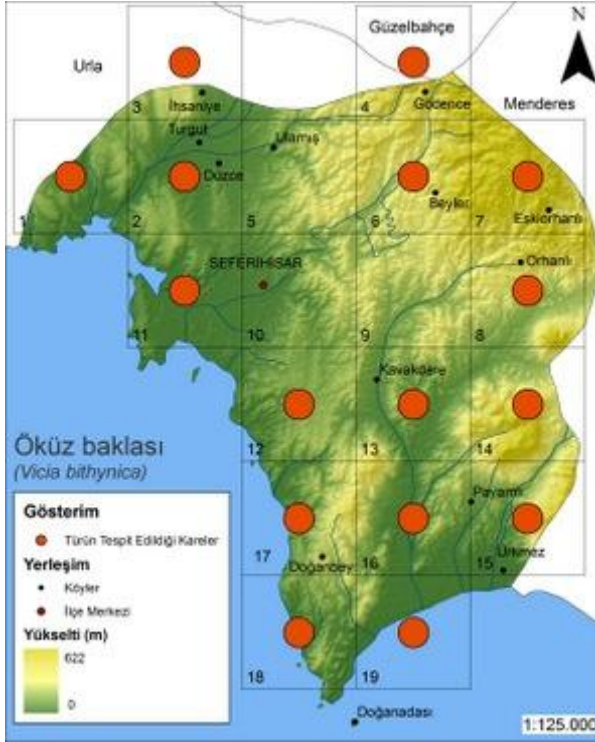 Güzelbahçe
N
Urla
3
İhsaniye
4
Gödence
Menderes
Turgut
Ulamış
Düzce
Beyler
Eskiorhanlı
1
2
5
6
7
SEFERİHİSAR
Orhanlı
11
10
9
8
Kavakdere
12
13
14
Öküz baklası
(Vicia bithynica)
Payamlı
Gösterim
Türün Tespit Edildiği Kareler
Yerleşim
Köyler
İlçe Merkezi
Yükselti (m)
622
0
17
Doğanbey
16
15
Ürkmez
18
19
Doğanadası
1:125.000